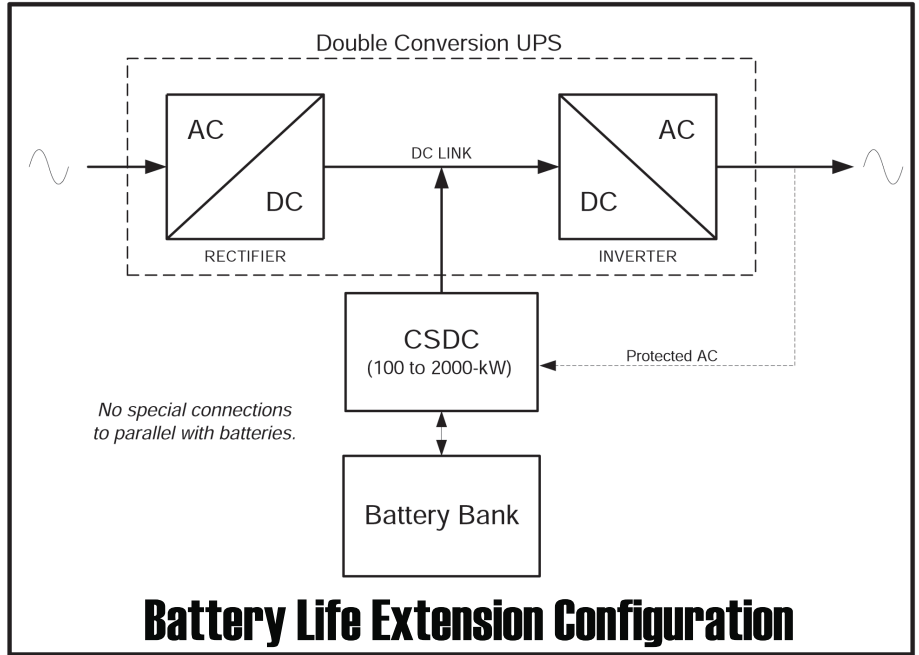 Double Conversion UPS
AC
DC
RECTIFIER
DC LINK
AC
DC
INVERTER
CSDC
(100 to 2000-kW)
Protected AC
No special connections
to parallel with batteries.
Battery Bank
Battery Life Extension Configuration